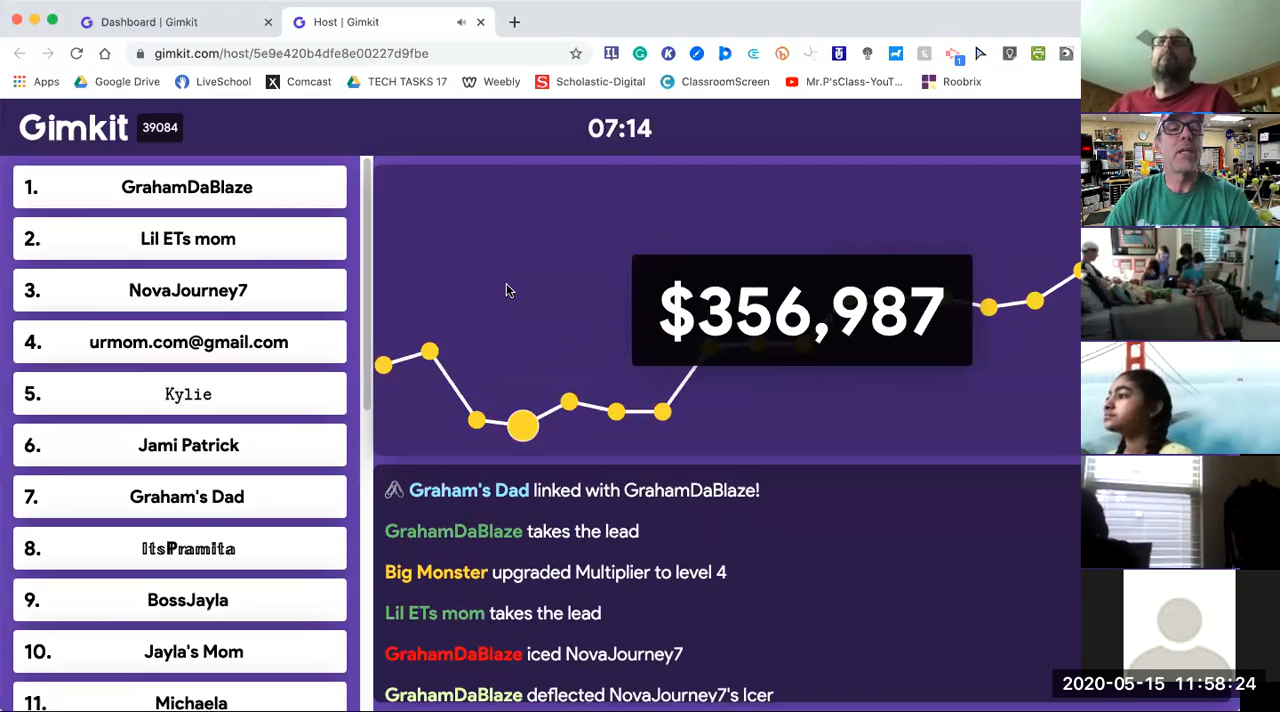 Dashboard | Gimkit
Host | Gimkit
gimkit.com/host/5e9e420b4dfe8e00227d9fbe
Apps
Google Drive
LiveSchool
Comcast
TECH TASKS 17
Weebly
Scholastic-Digital
ClassroomScreen
Mr.P'sClass-YouT...
Roobrix
Gimkit
39084
07:14
1. GrahamDaBlaze
2. Lil ETs mom
3. NovaJourney7
4. urmom.com@gmail.com
5. Kylie
6. Jami Patrick
7. Graham's Dad
8. ItsPramita
9. BossJayla
10. Jayla's Mom
11. Michaela
$356,987
Graham's Dad linked with GrahamDaBlaze!
GrahamDaBlaze takes the lead
Big Monster upgraded Multiplier to level 4
Lil ETs mom takes the lead
GrahamDaBlaze iced NovaJourney7
GrahamDaBlaze deflected NovaJourney7's Icer
2020-05-15 11:58:24